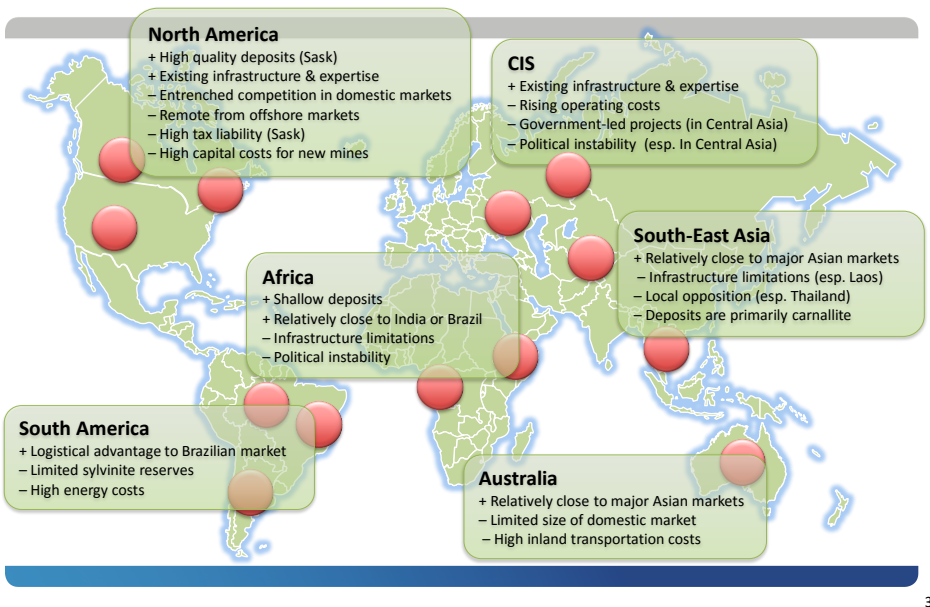 North America
+ High quality deposits (Sask)
+ Existing infrastructure & expertise
– Entrenched competition in domestic markets
– Remote from offshore markets
– High tax liability (Sask)
– High capital costs for new mines
CIS
+ Existing infrastructure & expertise
– Rising operating costs
– Government-led projects (in Central Asia)
– Political instability (esp. In Central Asia)
South-East Asia
+ Relatively close to major Asian markets
– Infrastructure limitations (esp. Laos)
– Local opposition (esp. Thailand)
– Deposits are primarily carnallite
Africa
+ Shallow deposits
+ Relatively close to India or Brazil
– Infrastructure limitations
– Political instability
South America
+ Logistical advantage to Brazilian market
– Limited sylvinite reserves
– High energy costs
Australia
+ Relatively close to major Asian markets
– Limited size of domestic market
– High inland transportation costs
3